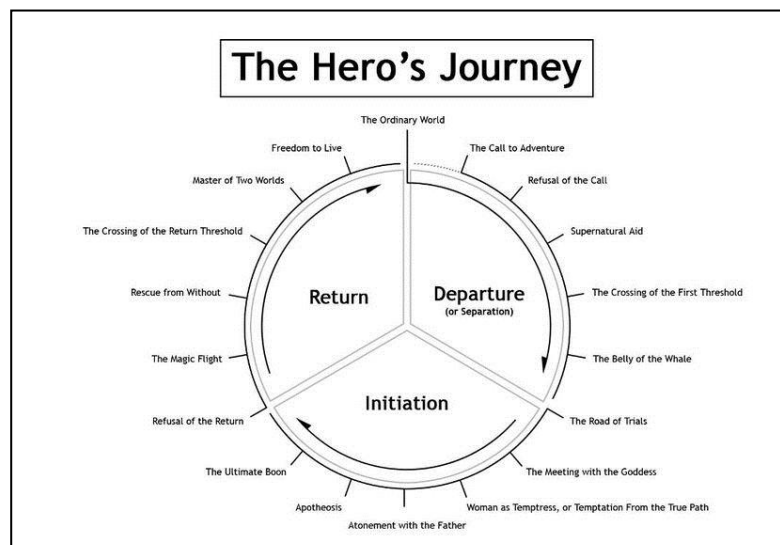 The Hero's Journey
The Ordinary World
The Call to Adventure
Refusal of the Call
Supernatural Aid
The Crossing of the First Threshold
The Belly of the Whale
The Road of Trials
The Meeting with the Goddess
Woman as Temptress, or Temptation From the True Path
Atonement with the Father
Apotheosis
The Ultimate Boon
Refusal of the Return
The Magic Flight
Rescue from Without
The Crossing of the Return Threshold
Master of Two Worlds
Freedom to Live
Departure
(or Separation)
Initiation
Return